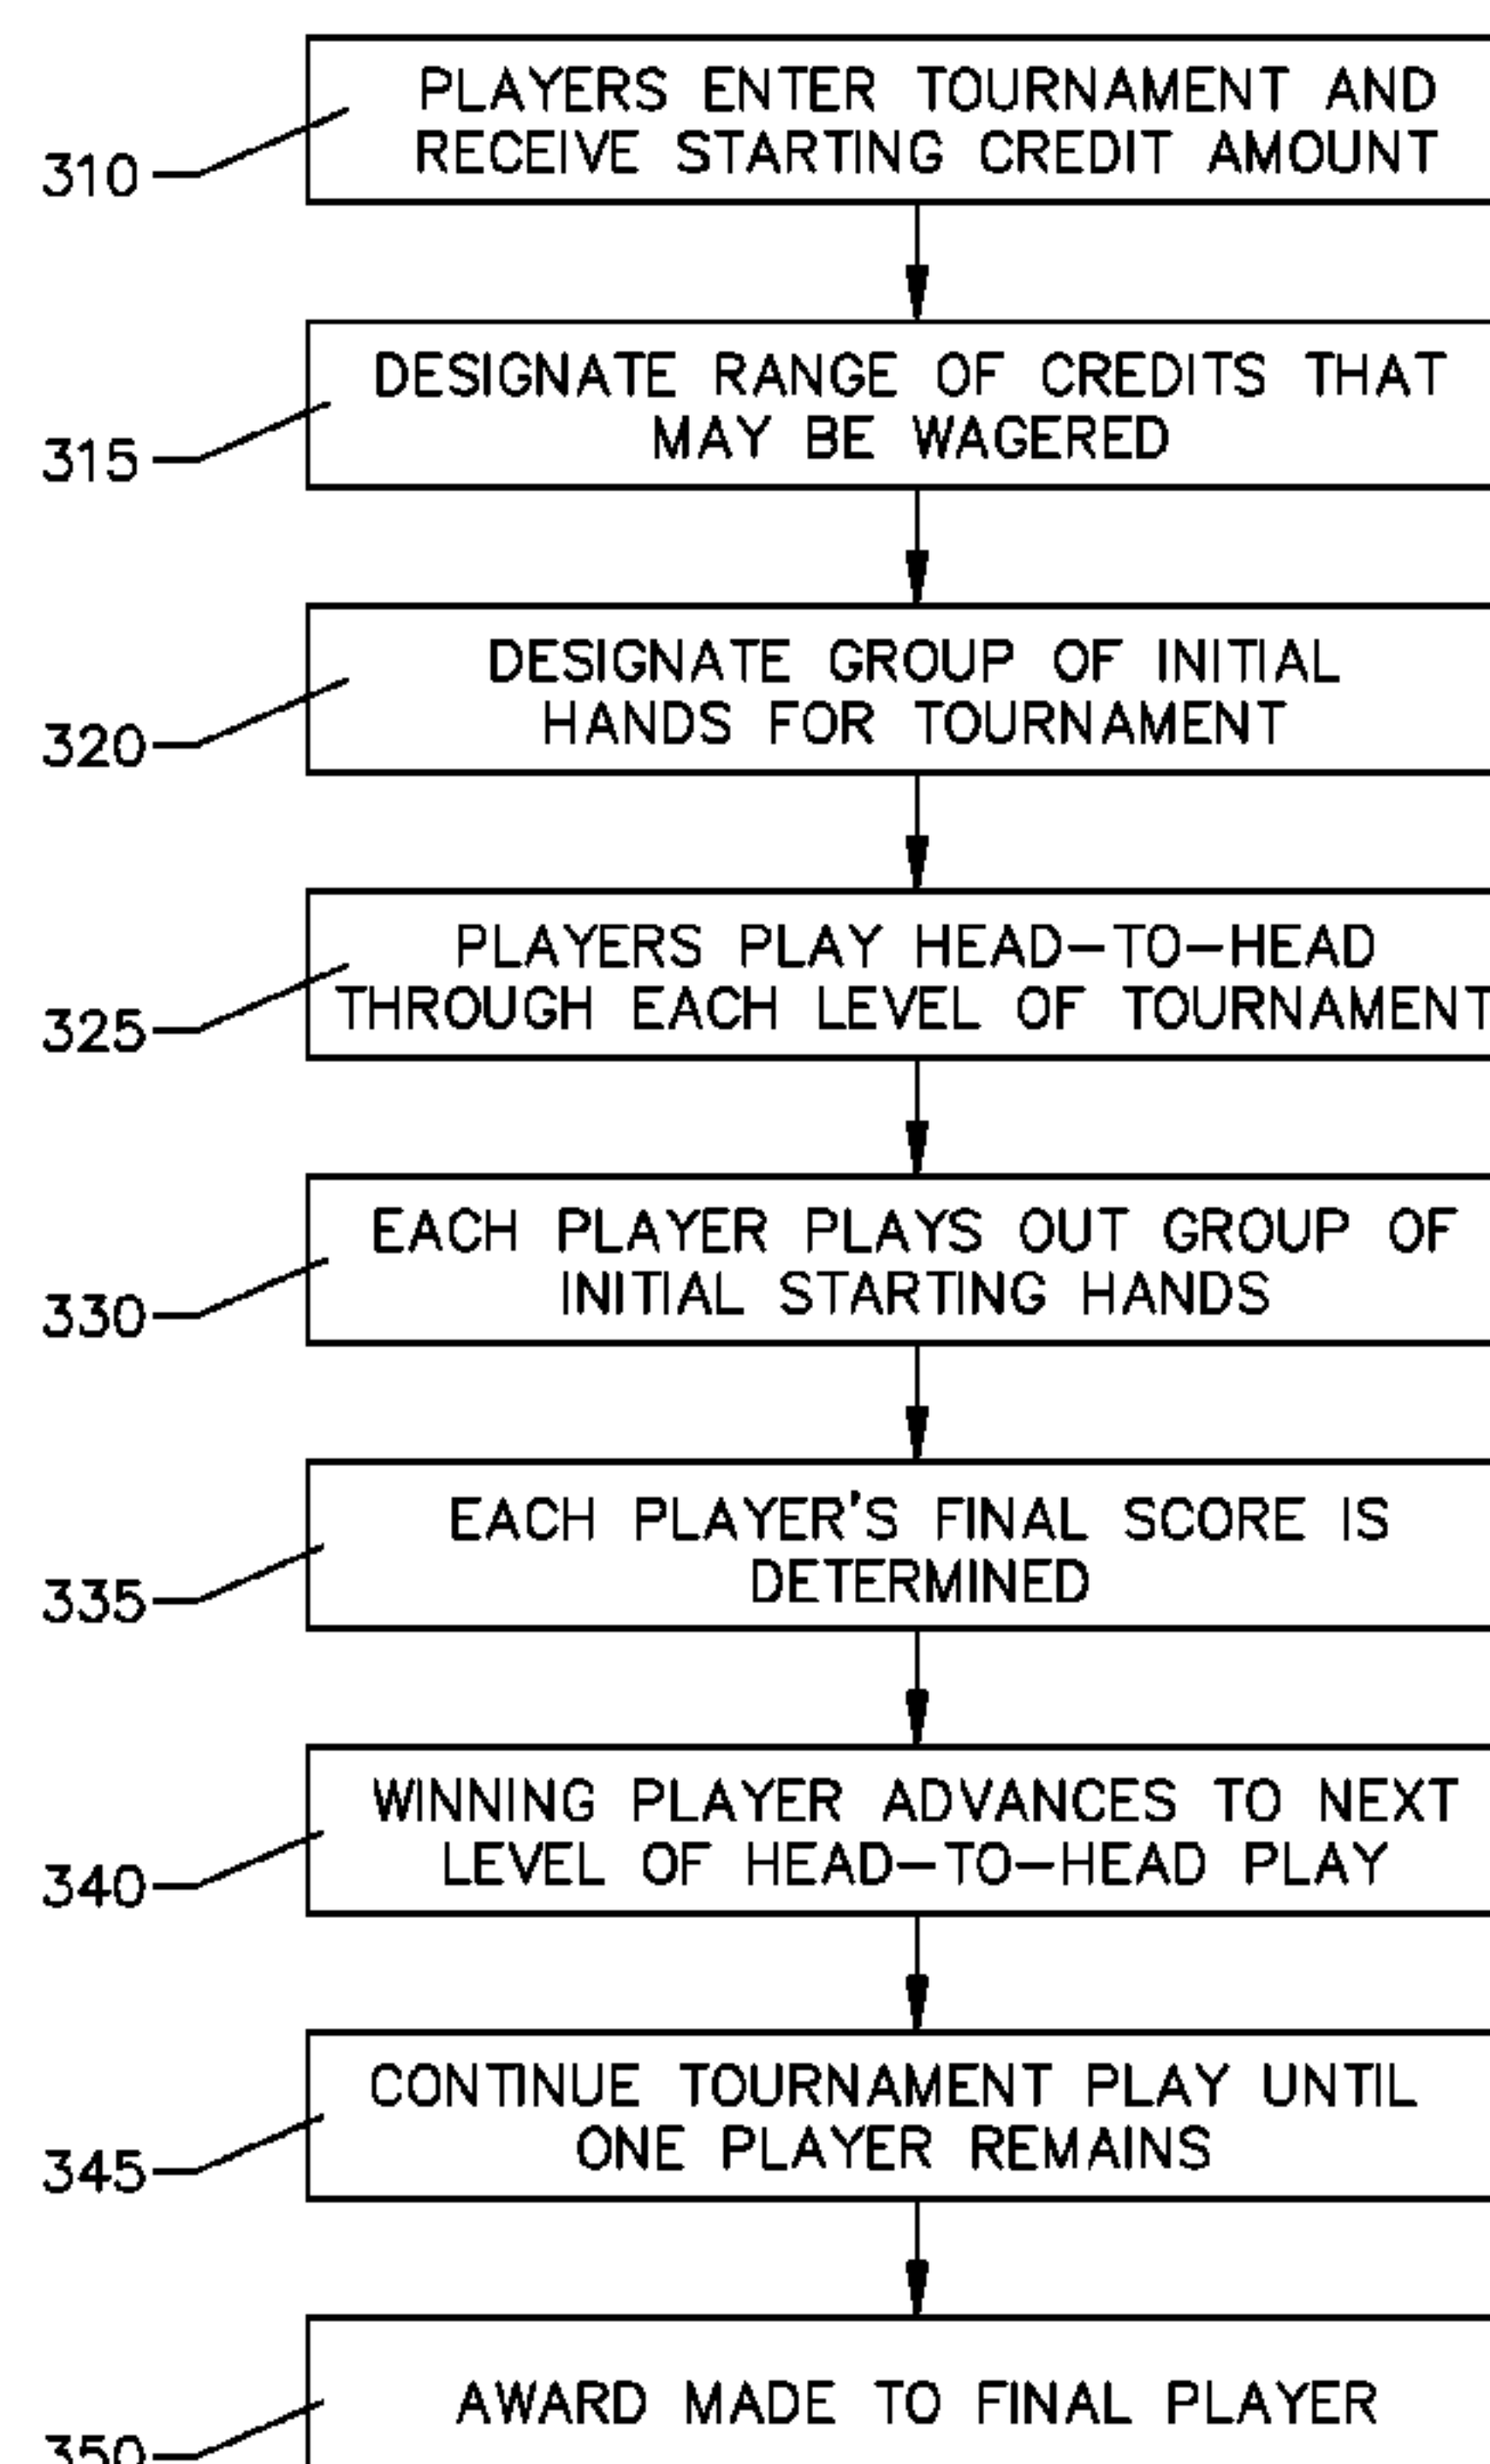 PLAYERS ENTER TOURNAMENT AND
RECEIVE STARTING CREDIT AMOUNT
310
DESIGNATE RANGE OF CREDITS THAT
MAY BE WAGERED
315
DESIGNATE GROUP OF INITIAL
HANDS FOR TOURNAMENT
320
PLAYERS PLAY HEAD-TO-HEAD
THROUGH EACH LEVEL OF TOURNAMENT
325
EACH PLAYER PLAYS OUT GROUP OF
INITIAL STARTING HANDS
330
EACH PLAYER'S FINAL SCORE IS
DETERMINED
335
WINNING PLAYER ADVANCES TO NEXT
LEVEL OF HEAD-TO-HEAD PLAY
340
CONTINUE TOURNAMENT PLAY UNTIL
ONE PLAYER REMAINS
345
AWARD MADE TO FINAL PLAYER
350